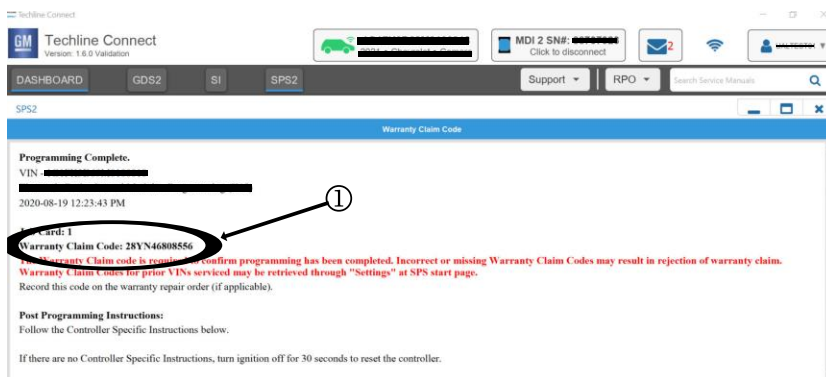 Techline Connect
GM
Techline Connect
Version: 1.6.0 Validation
2021 - Chevrolet - Camaro
MDI 2 SN#:
Click to disconnect
2
DASHBOARD GDS2 SI SPS2 Support RPO Search Service Manuals
SPS2
Warranty Claim Code
Programming Complete.
VIN -
2020-08-19 12:23:43 PM
1
Card: 1
Warranty Claim Code: 28YN46808556
The Warranty Claim code is required to confirm programming has been completed. Incorrect or missing Warranty Claim Codes may result in rejection of warranty claim.
Warranty Claim Codes for prior VINs serviced may be retrieved through "Settings" at SPS start page.
Record this code on the warranty repair order (if applicable).
Post Programming Instructions:
Follow the Controller Specific Instructions below.
If there are no Controller Specific Instructions, turn ignition off for 30 seconds to reset the controller.